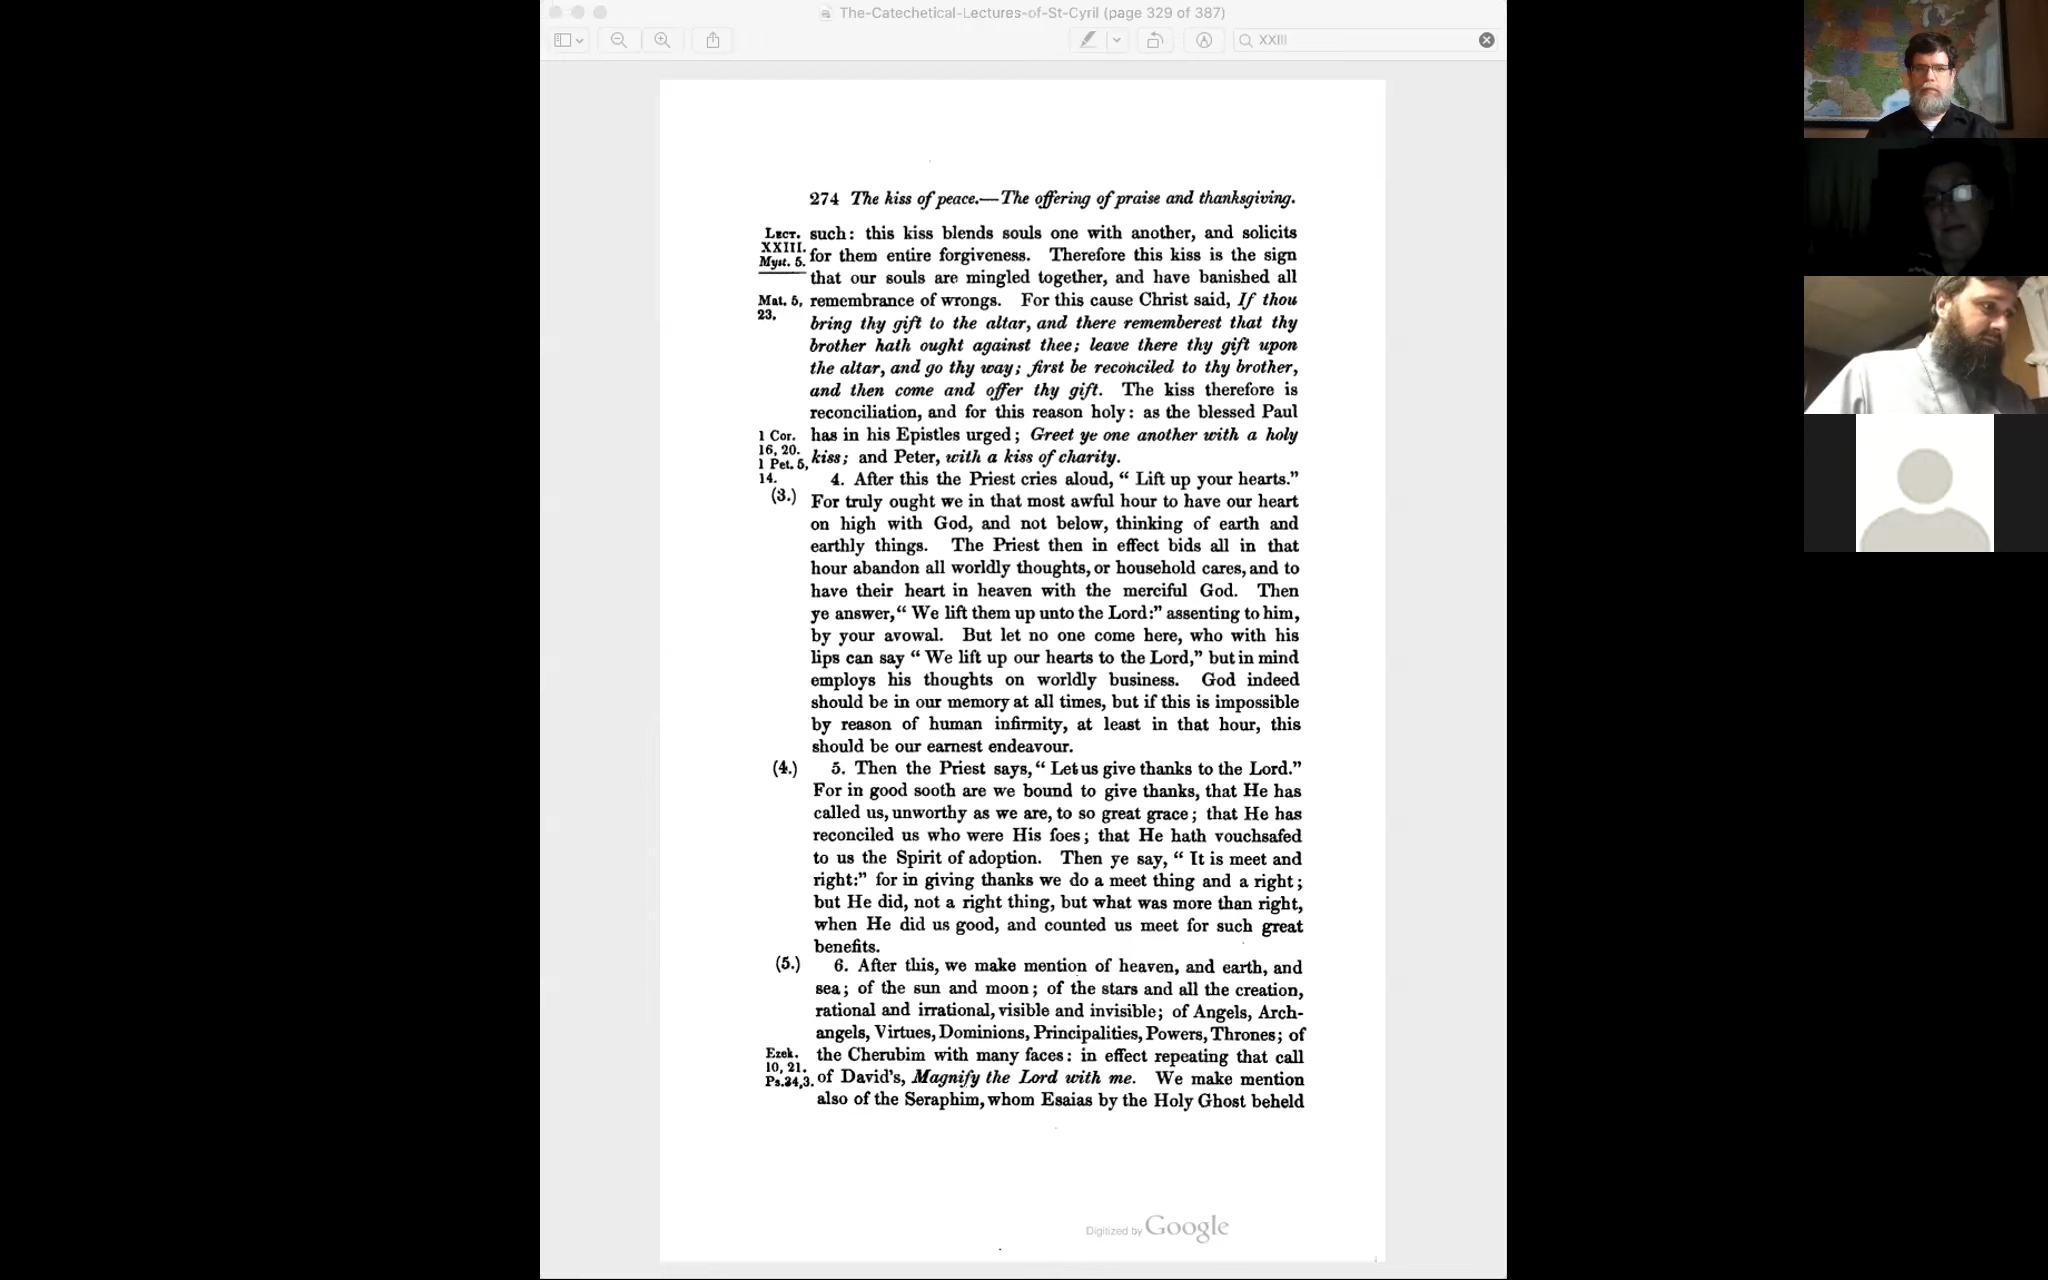 The-Catechetical-Lectures-of-St-Cyril (page 329 of 387)
XXIII
274 The kiss of peace.—The offering of praise and thanksgiving.
Lect. XXIII. Myst. 5.
such: this kiss blends souls one with another, and solicits
for them entire forgiveness. Therefore this kiss is the sign
that our souls are mingled together, and have banished all
Mat. 5, 23.
remembrance of wrongs. For this cause Christ said, If thou
bring thy gift to the altar, and there rememberest that thy
brother hath ought against thee; leave there thy gift upon
the altar, and go thy way; first be reconciled to thy brother,
and then come and offer thy gift. The kiss therefore is
reconciliation, and for this reason holy: as the blessed Paul
1 Cor. 16, 20.
has in his Epistles urged; Greet ye one another with a holy
1 Pet. 5, 14.
kiss; and Peter, with a kiss of charity.
4. After this the Priest cries aloud, “ Lift up your hearts.”
(3.)
For truly ought we in that most awful hour to have our heart
on high with God, and not below, thinking of earth and
earthly things. The Priest then in effect bids all in that
hour abandon all worldly thoughts, or household cares, and to
have their heart in heaven with the merciful God. Then
ye answer, “ We lift them up unto the Lord:” assenting to him,
by your avowal. But let no one come here, who with his
lips can say “ We lift up our hearts to the Lord,” but in mind
employs his thoughts on worldly business. God indeed
should be in our memory at all times, but if this is impossible
by reason of human infirmity, at least in that hour, this
should be our earnest endeavour.
(4.) 5. Then the Priest says, “ Let us give thanks to the Lord.”
For in good sooth are we bound to give thanks, that He has
called us, unworthy as we are, to so great grace; that He has
reconciled us who were His foes; that He hath vouchsafed
to us the Spirit of adoption. Then ye say, “ It is meet and
right:” for in giving thanks we do a meet thing and a right;
but He did, not a right thing, but what was more than right,
when He did us good, and counted us meet for such great
benefits.
(5.) 6. After this, we make mention of heaven, and earth, and
sea; of the sun and moon; of the stars and all the creation,
rational and irrational, visible and invisible; of Angels, Arch-
angels, Virtues, Dominions, Principalities, Powers, Thrones; of
Ezek. 10, 21.
the Cherubim with many faces: in effect repeating that call
Ps. 34, 3.
of David's, Magnify the Lord with me. We make mention
also of the Seraphim, whom Esaias by the Holy Ghost beheld
Digitized by Google